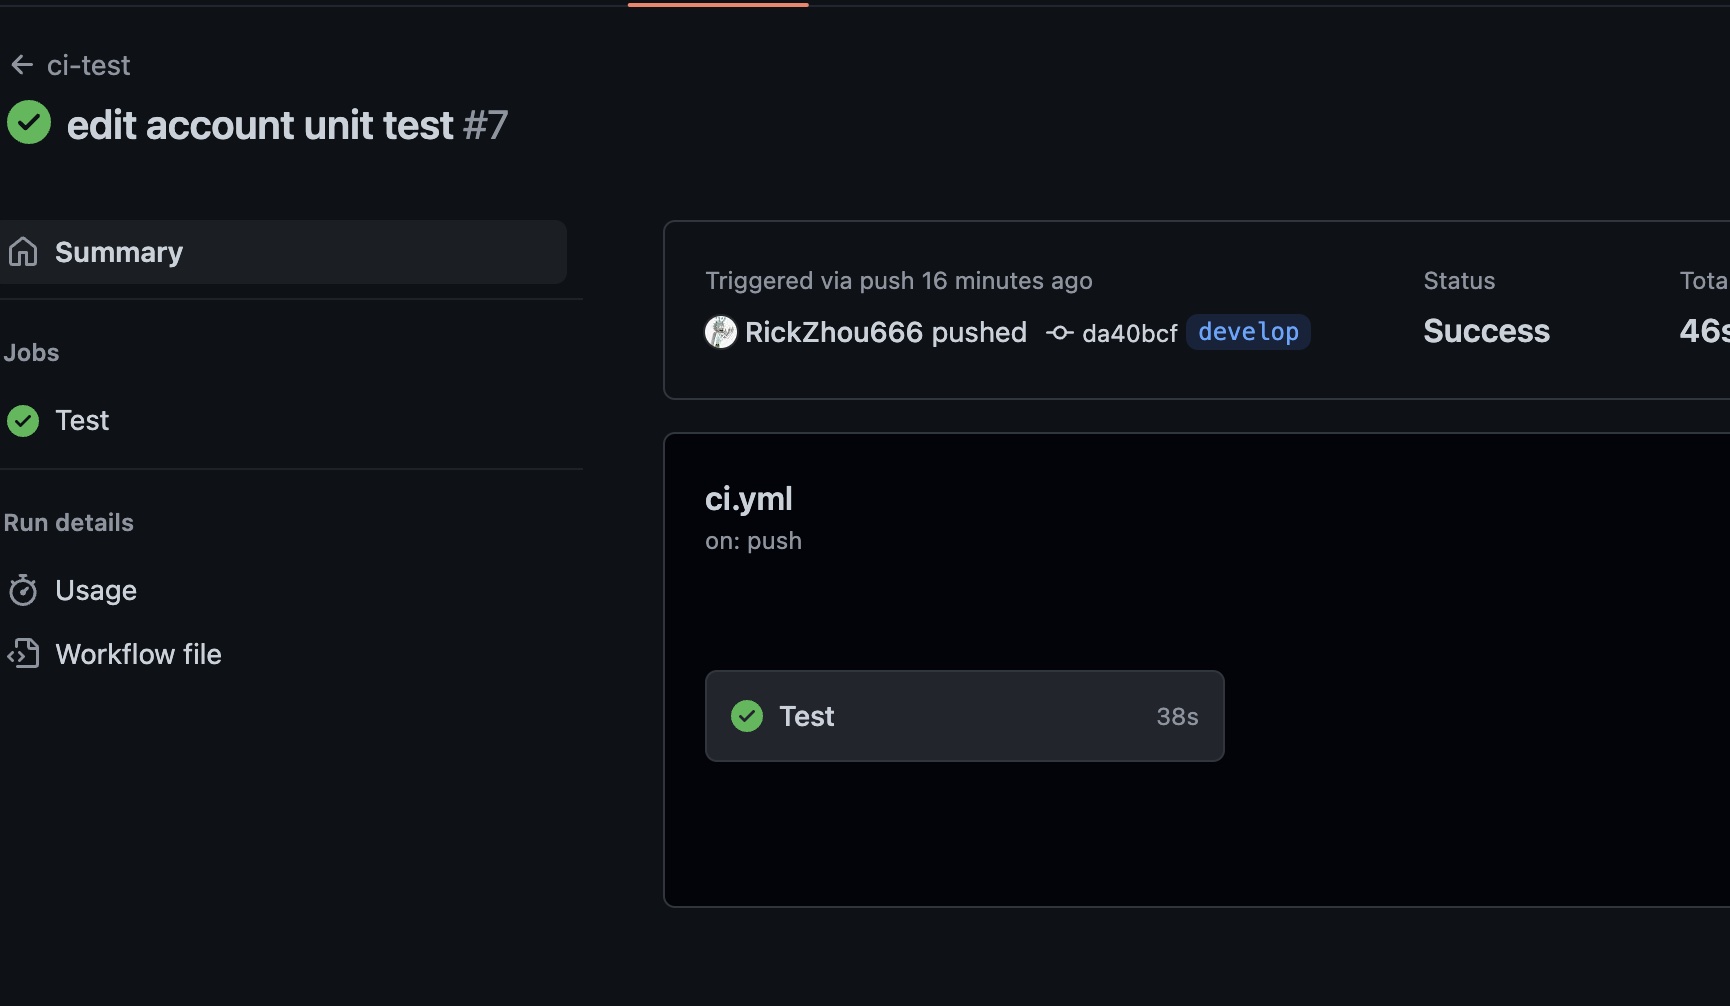 ci-test
edit account unit test #7
Summary
Jobs
Test
Run details
Usage
Workflow file
Triggered via push 16 minutes ago
RickZhou666 pushed da40bcf develop
Status
Success
Tota
46s
ci.yml
on: push
Test 38s